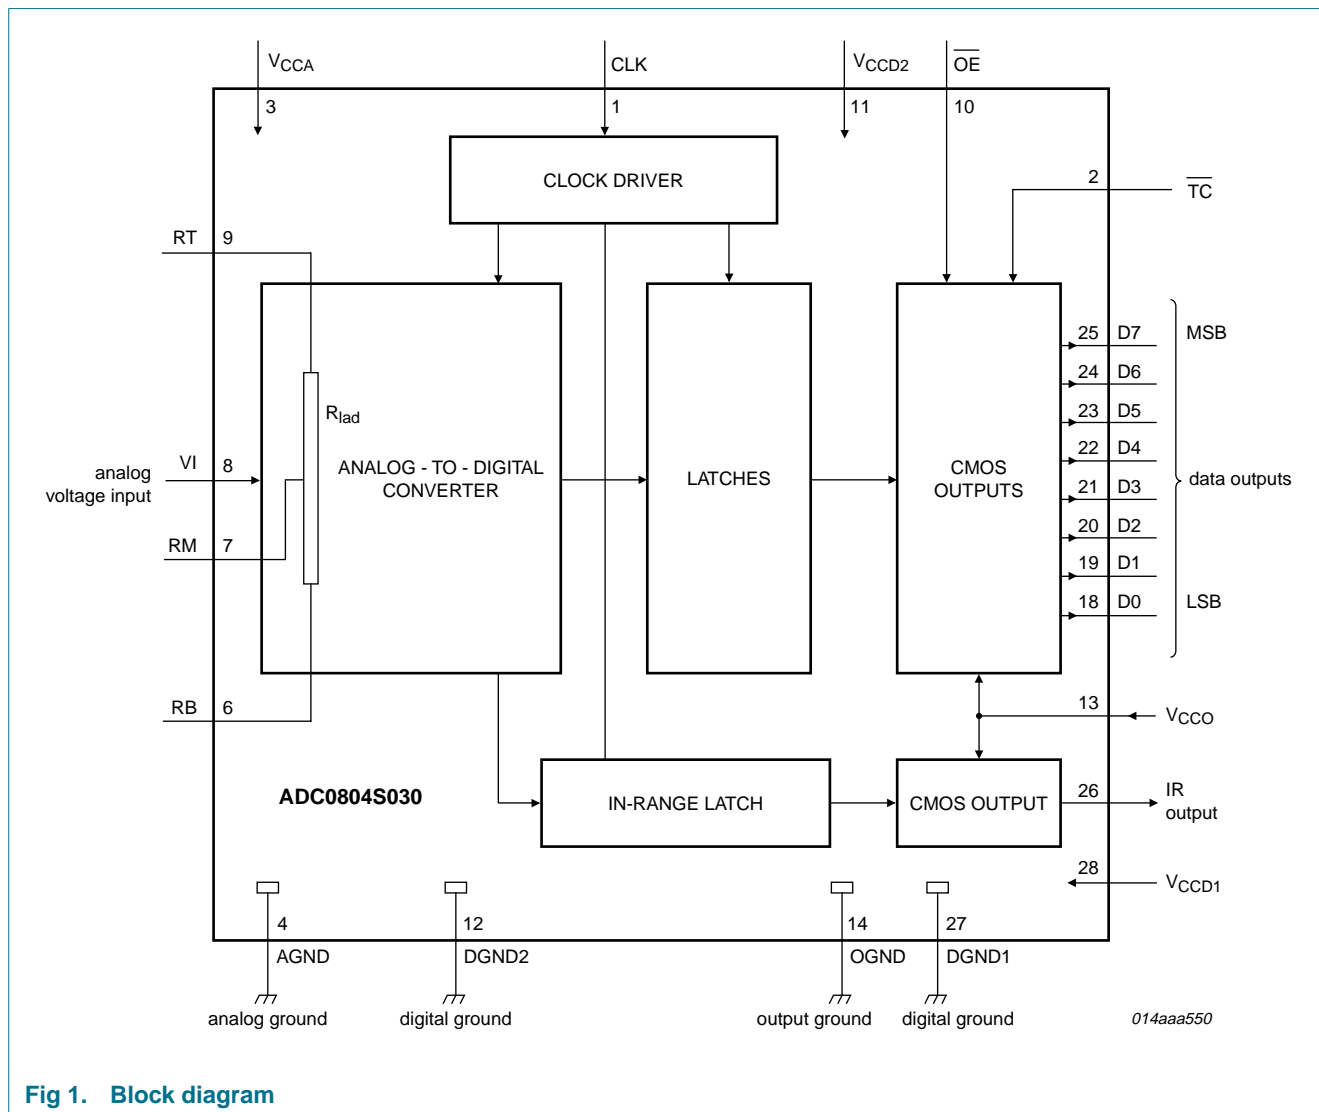 VCCA
CLK
VCCD2
OE
3
1
11
10
CLOCK DRIVER
2
TC
RT
9
25
D7
MSB
24
D6
Rlad
23
D5
VI
8
analog
voltage input
ANALOG - TO - DIGITAL
CONVERTER
LATCHES
CMOS
OUTPUTS
22
D4
data outputs
21
D3
20
D2
RM
7
19
D1
18
D0
LSB
RB
6
13
VCCO
ADC0804S030
IN-RANGE LATCH
CMOS OUTPUT
26
IR
output
28
VCCD1
4
12
14
27
AGND
DGND2
OGND
DGND1
analog ground
digital ground
output ground
digital ground
014aaa550
Fig 1. Block diagram